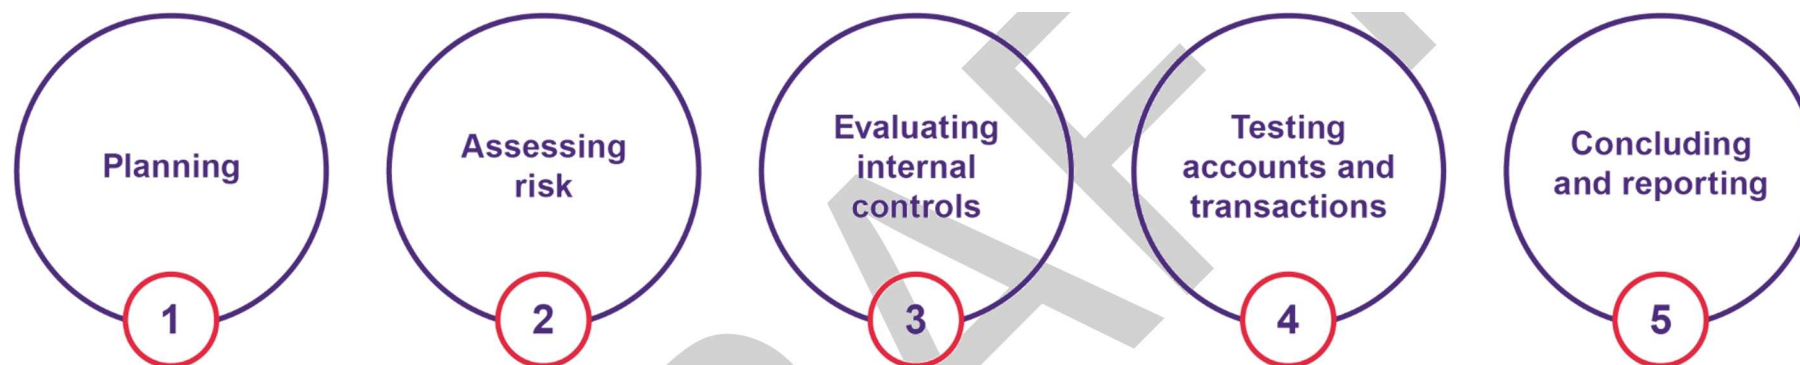 Planning
1
Assessing
risk
2
Evaluating
internal
controls
3
Testing
accounts and
transactions
4
Concluding
and reporting
5